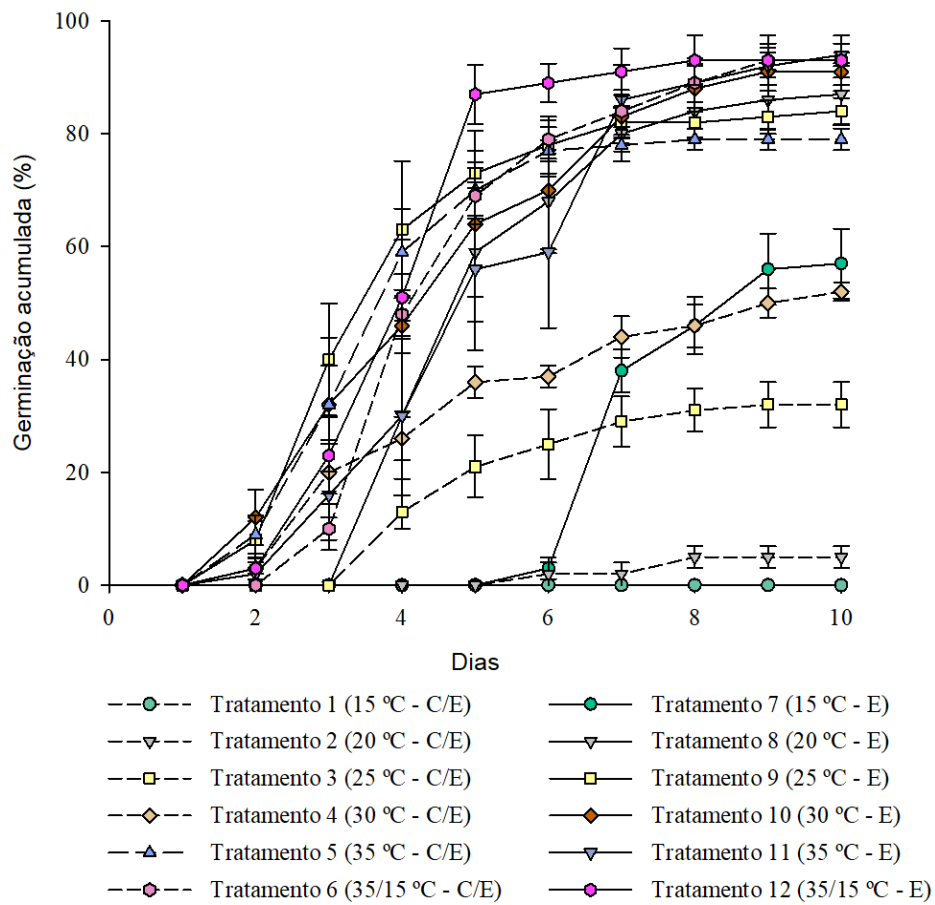 100
80
60
40
20
0
Germinação acumulada (%)
0 2 4 6 8 10
Dias
Tratamento 1 (15 ºC - C/E)
Tratamento 2 (20 ºC - C/E)
Tratamento 3 (25 ºC - C/E)
Tratamento 4 (30 ºC - C/E)
Tratamento 5 (35 ºC - C/E)
Tratamento 6 (35/15 ºC - C/E)
Tratamento 7 (15 ºC - E)
Tratamento 8 (20 ºC - E)
Tratamento 9 (25 ºC - E)
Tratamento 10 (30 ºC - E)
Tratamento 11 (35 ºC - E)
Tratamento 12 (35/15 ºC - E)